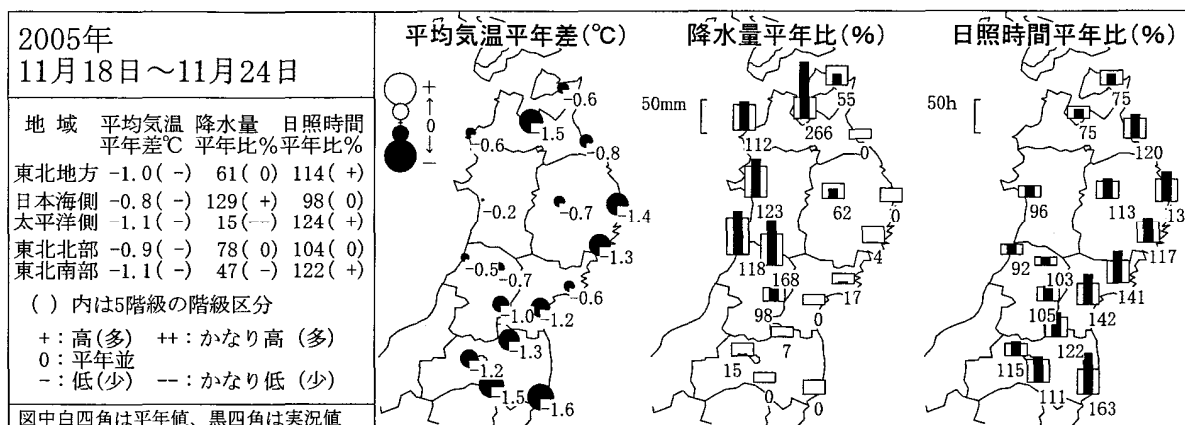 2005年
11月18日～11月24日
地 域 平均気温 降水量 日照時間
平年差℃ 平年比% 平年比%
東北地方 -1.0( -) 61( 0) 114( +)
日本海側 -0.8( -) 129( +) 98( 0)
太平洋側 -1.1( -) 15(--) 124( +)
東北北部 -0.9( -) 78( 0) 104( 0)
東北南部 -1.1( -) 47( -) 122( +)
( ) 内は5階級の階級区分
+：高(多) ++：かなり高 (多)
0：平年並
-：低(少) --：かなり低 (少)
図中白四角は平年値、黒四角は実況値
平均気温平年差(℃)
+
↑
0
↓
-
-0.6
-1.5
-0.6
-0.8
-0.2
-0.7
-1.4
-1.3
-0.5
-0.7
-0.6
-1.0
-1.2
-1.3
-1.2
-1.5
-1.6
降水量平年比(%)
50mm
55
266
112
0
123
62
0
118
168
4
17
98
0
7
15
0
0
日照時間平年比(%)
50h
75
75
120
96
113
13
117
92
103
141
105
142
122
115
111
163